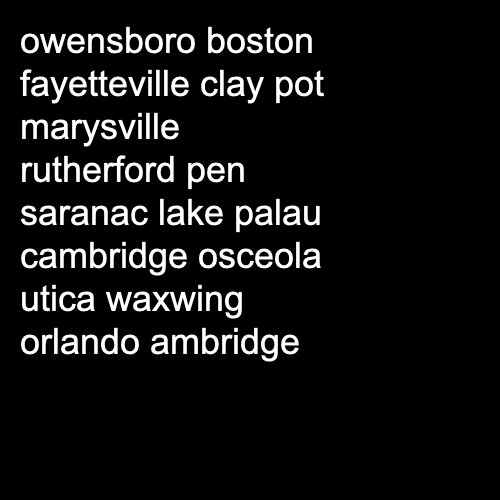 owensboro boston
fayetteville clay pot
marysville
rutherford pen
saranac lake palau
cambridge osceola
utica waxwing
orlando ambridge